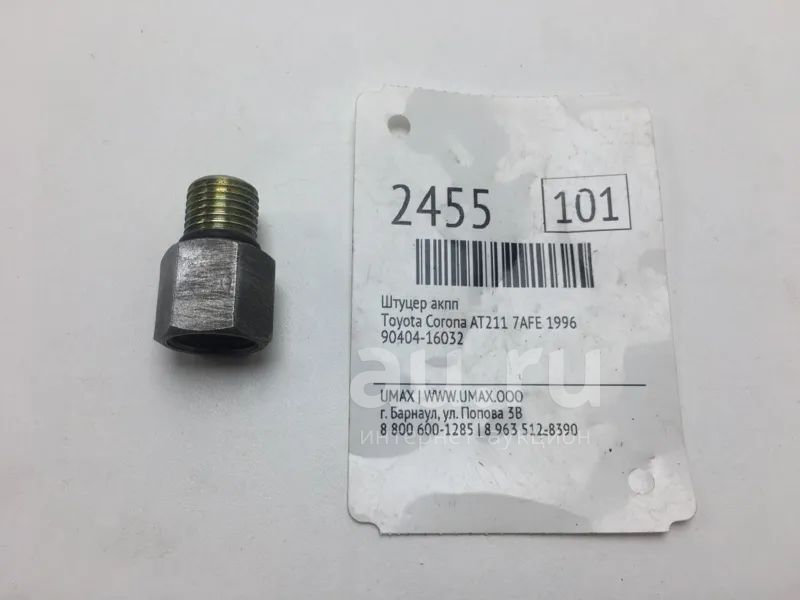 2455 101
Штуцер акпп
Toyota Corona AT211 7AFE 1996
90404-16032
au.ru
интернет-аукцион
UMAX | WWW.UMAX.OOO
г. Барнаул, ул. Попова 3В
8 800 600-1285 | 8 963 512-8390